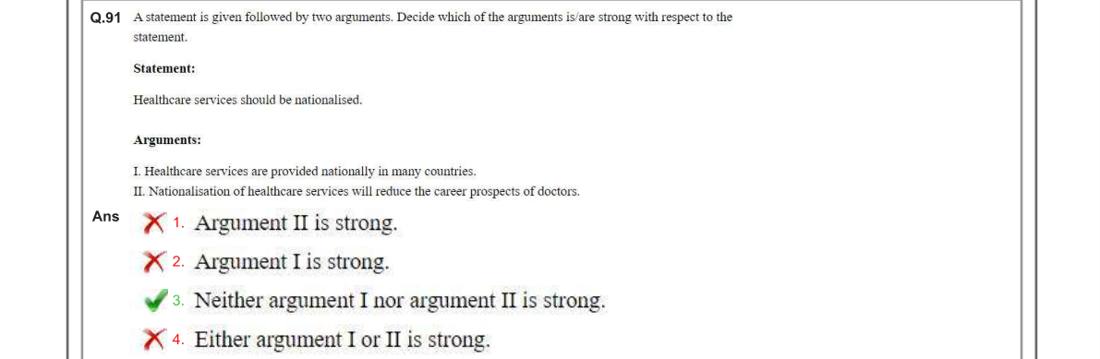 Q.91 A statement is given followed by two arguments. Decide which of the arguments is/are strong with respect to the
statement.
Statement:
Healthcare services should be nationalised.
Arguments:
I. Healthcare services are provided nationally in many countries.
II. Nationalisation of healthcare services will reduce the career prospects of doctors.
Ans 1. Argument II is strong.
2. Argument I is strong.
3. Neither argument I nor argument II is strong.
4. Either argument I or II is strong.